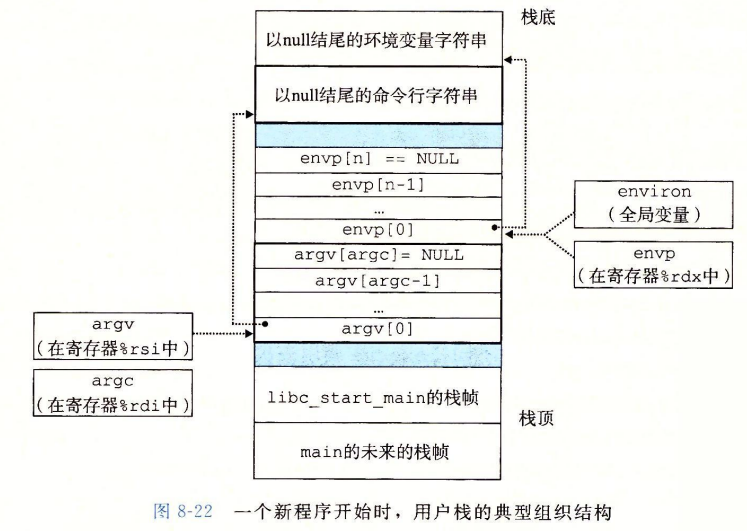 栈底
以null结尾的环境变量字符串
以null结尾的命令行字符串
envp[n] == NULL
envp[n-1]
…
envp[0]
argv[argc]= NULL
argv[argc-1]
…
argv[0]
environ
（全局变量）
envp
（在寄存器%rdx中）
argv
（在寄存器%rsi中）
argc
（在寄存器%rdi中）
libc_start_main的栈帧
栈顶
main的未来的栈帧
图 8-22 一个新程序开始时，用户栈的典型组织结构